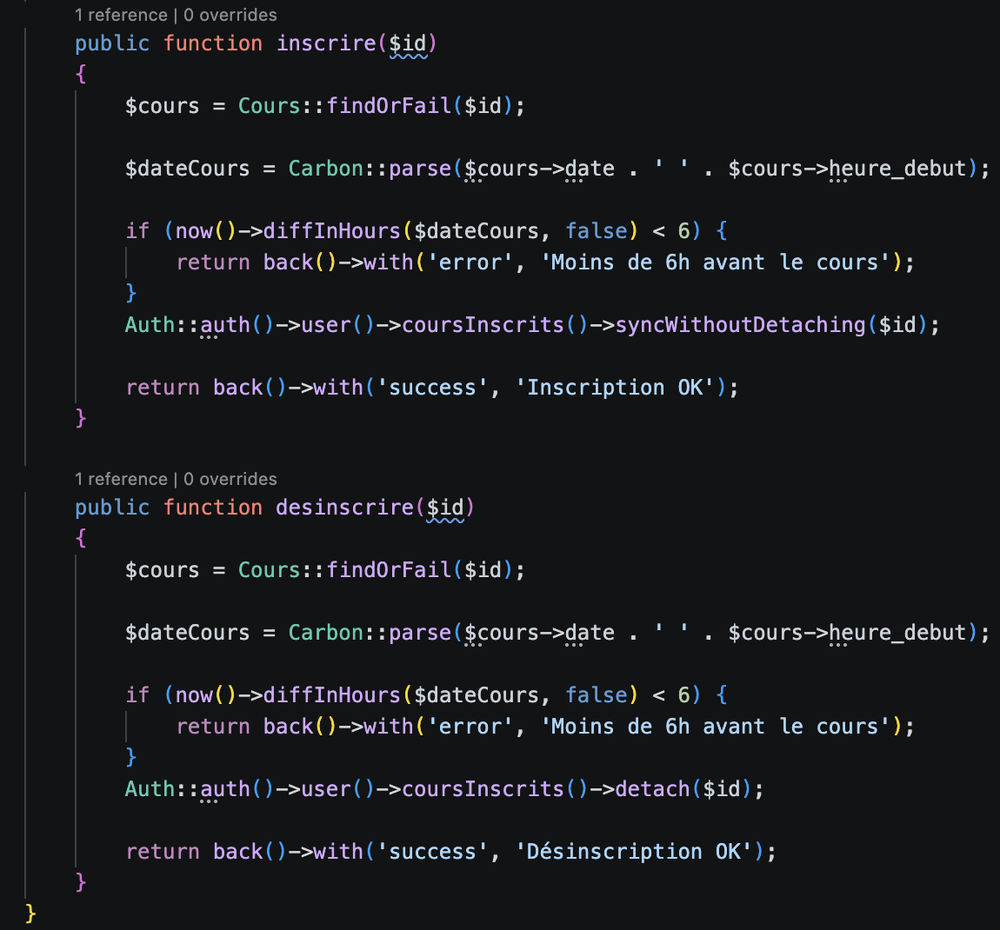 1 reference | 0 overrides
public function inscrire($id)
{
$cours = Cours::findOrFail($id);
$dateCours = Carbon::parse($cours->date . ' ' . $cours->heure_debut);
if (now()->diffInHours($dateCours, false) < 6) {
return back()->with('error', 'Moins de 6h avant le cours');
}
Auth::auth()->user()->coursInscrits()->syncWithoutDetaching($id);
return back()->with('success', 'Inscription OK');
}
1 reference | 0 overrides
public function desinscrire($id)
{
$cours = Cours::findOrFail($id);
$dateCours = Carbon::parse($cours->date . ' ' . $cours->heure_debut);
if (now()->diffInHours($dateCours, false) < 6) {
return back()->with('error', 'Moins de 6h avant le cours');
}
Auth::auth()->user()->coursInscrits()->detach($id);
return back()->with('success', 'Désinscription OK');
}
}